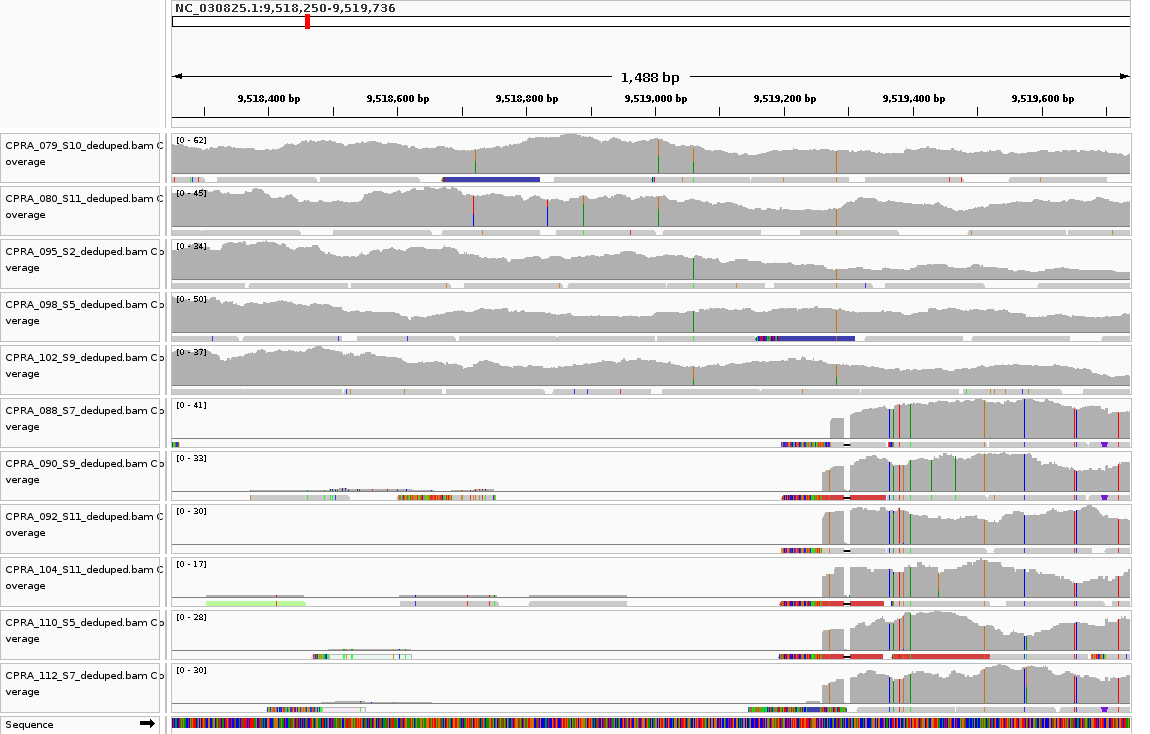 NC_030825.1:9,518,250-9,519,736
1,488 bp
9,518,400 bp 9,518,600 bp 9,518,800 bp 9,519,000 bp 9,519,200 bp 9,519,400 bp 9,519,600 bp
CPRA_079_S10_deduped.bam C
overage
[0 - 62]
CPRA_080_S11_deduped.bam C
overage
[0 - 45]
CPRA_095_S2_deduped.bam Co
verage
[0 - 34]
CPRA_098_S5_deduped.bam Co
verage
[0 - 50]
CPRA_102_S9_deduped.bam Co
verage
[0 - 37]
CPRA_088_S7_deduped.bam Co
verage
[0 - 41]
CPRA_090_S9_deduped.bam Co
verage
[0 - 33]
CPRA_092_S11_deduped.bam C
overage
[0 - 30]
CPRA_104_S11_deduped.bam C
overage
[0 - 17]
CPRA_110_S5_deduped.bam Co
verage
[0 - 28]
CPRA_112_S7_deduped.bam Co
verage
[0 - 30]
Sequence